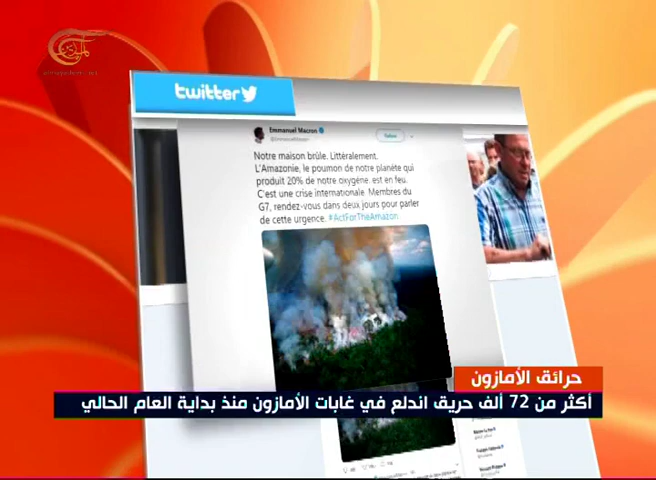 الميادين
twitter
Emmanuel Macron
Notre maison brûle. Littéralement.
L'Amazonie, le poumon de notre planète qui
produit 20% de notre oxygène, est en feu.
C'est une crise internationale. Membres du
G7, rendez-vous dans deux jours pour parler
de cette urgence. #ActForTheAmazon
حرائق الأمازون
أكثر من 72 ألف حريق اندلع في غابات الأمازون منذ بداية العام الحالي